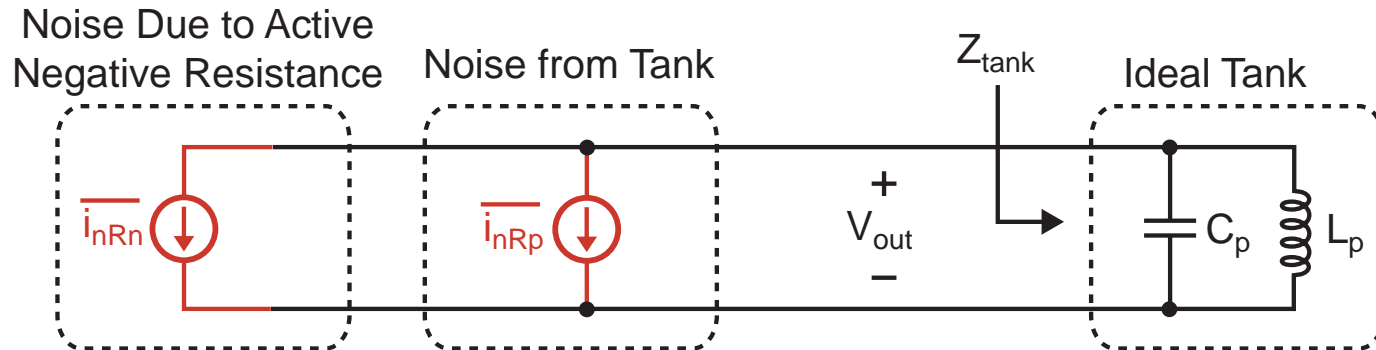 Noise Due to Active
Negative Resistance
Noise from Tank
Z_tank
Ideal Tank
i_nRn
i_nRp
+
V_out
−
C_p
L_p